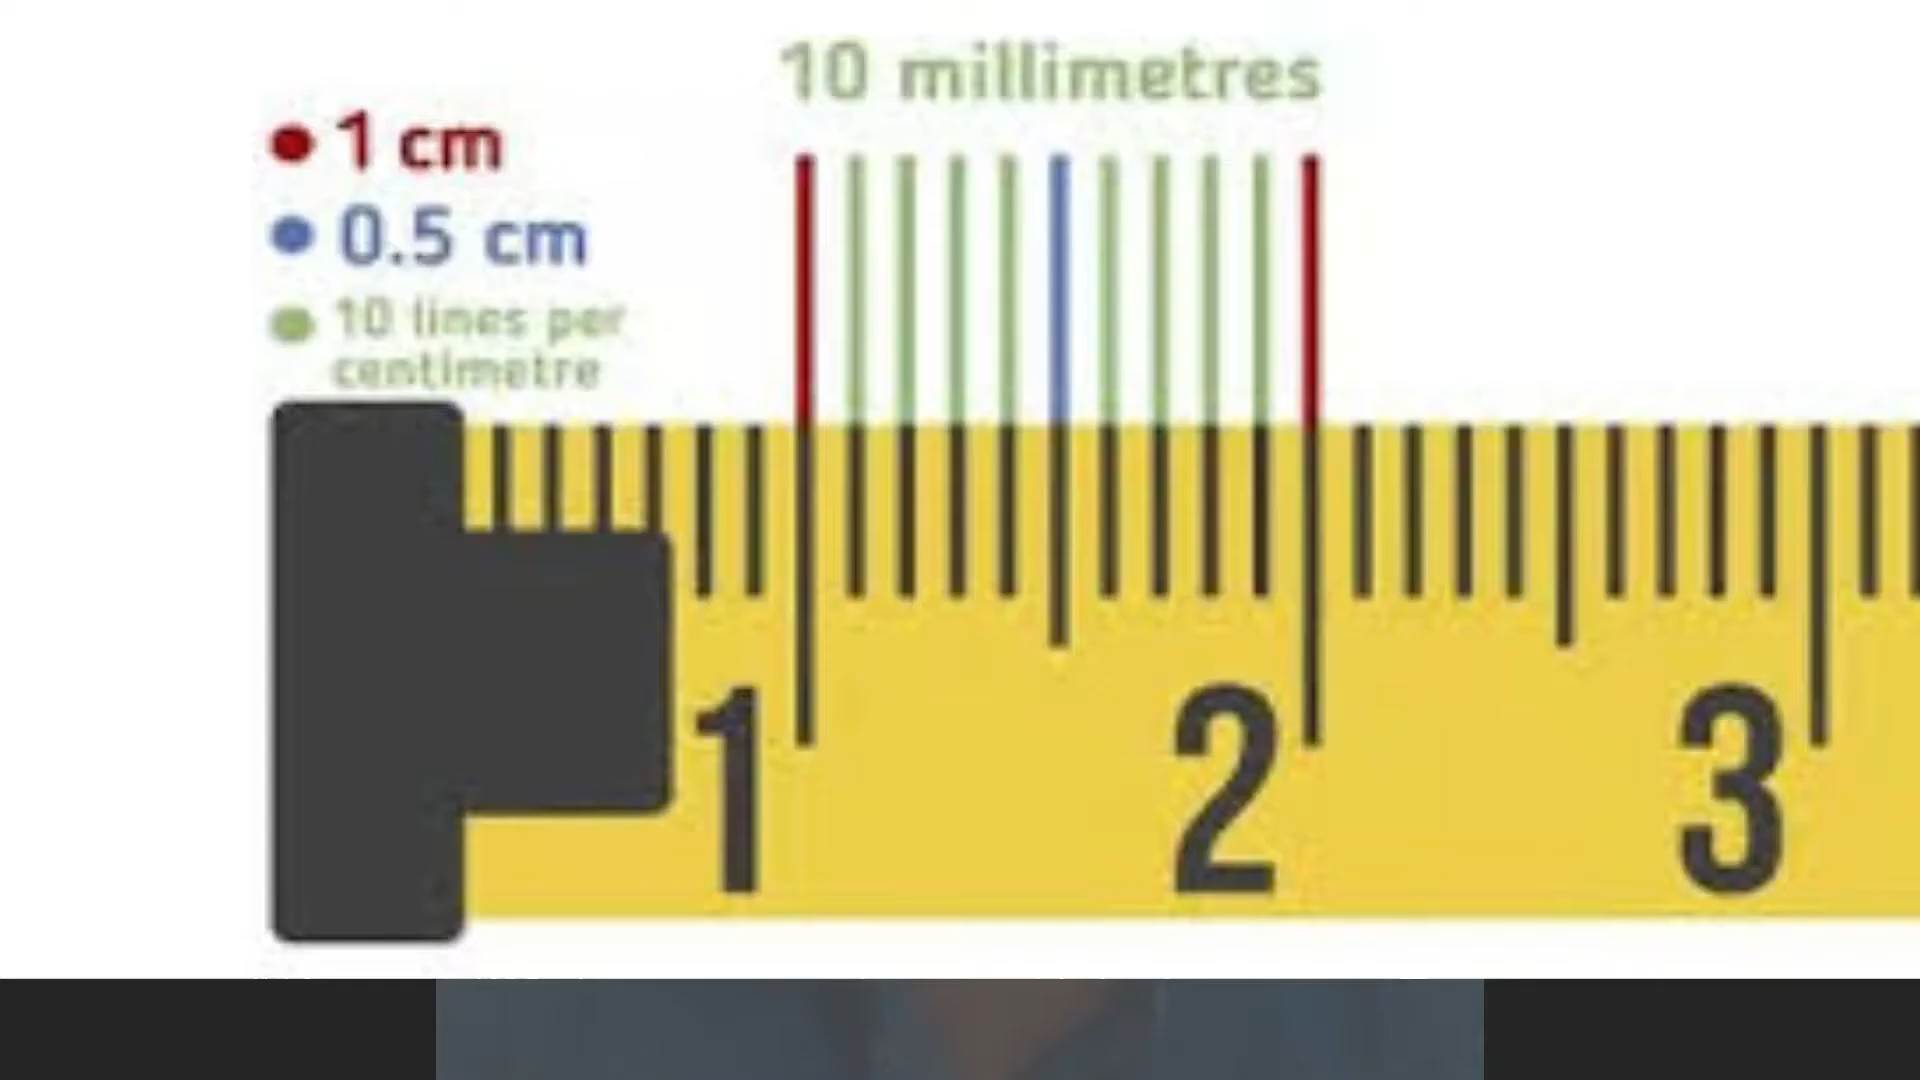 10 millimetres
1 cm
0.5 cm
10 lines per
centimetre
1 2 3